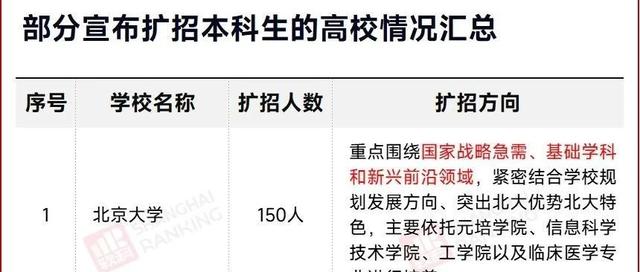 部分宣布扩招本科生的高校情况汇总
序号 学校名称 扩招人数 扩招方向
重点围绕国家战略急需、基础学科
和新兴前沿领域，紧密结合学校规
划发展方向、突出北大优势北大特
1 北京大学 150人 色，主要依托元培学院、信息科学
技术学院、工学院以及临床医学专
SHANGHAI
RANKING